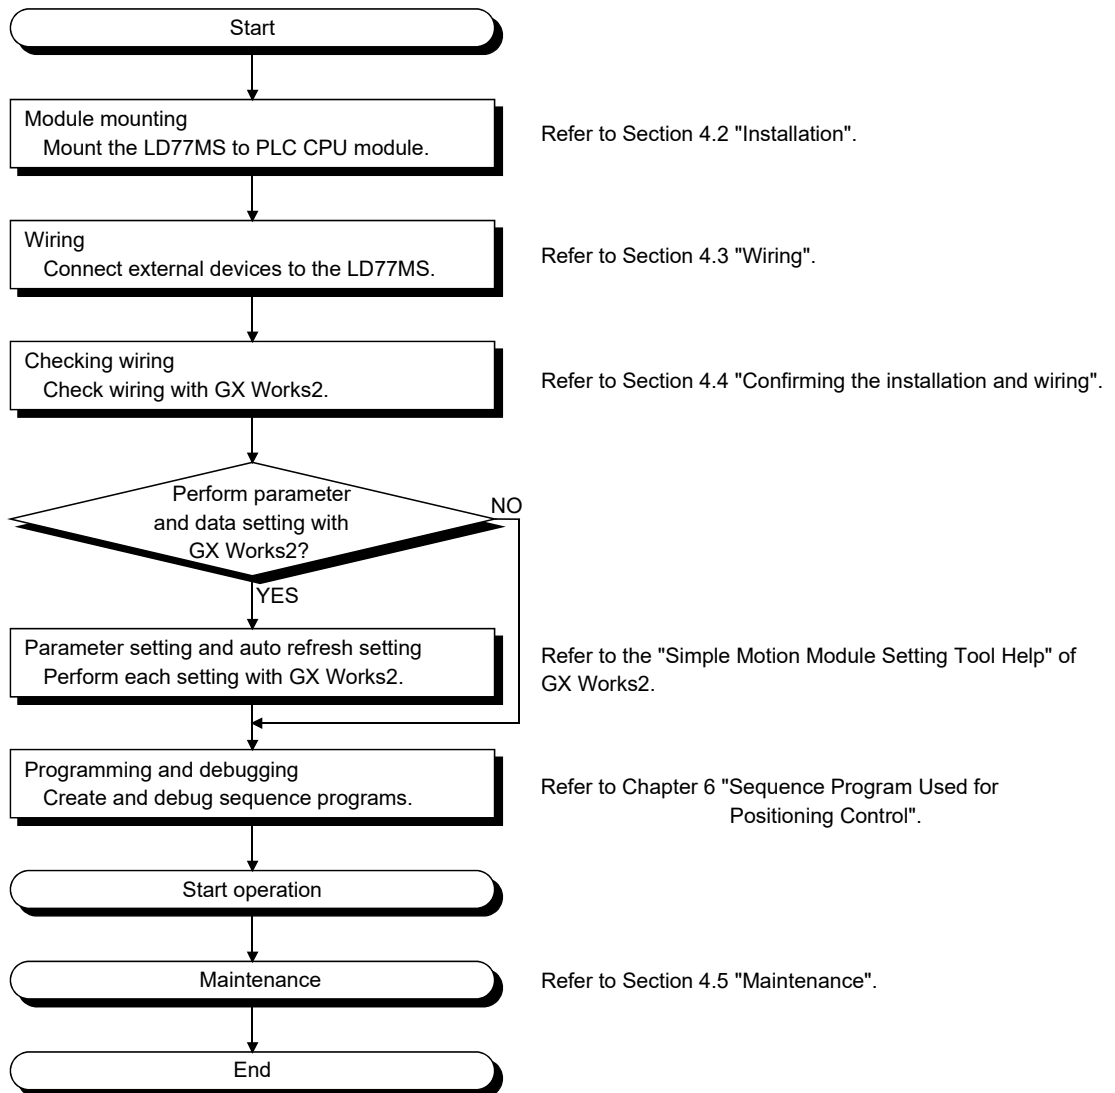 Start
Module mounting
Mount the LD77MS to PLC CPU module.
Refer to Section 4.2 "Installation".
Wiring
Connect external devices to the LD77MS.
Refer to Section 4.3 "Wiring".
Checking wiring
Check wiring with GX Works2.
Refer to Section 4.4 "Confirming the installation and wiring".
Perform parameter
and data setting with
GX Works2?
NO
YES
Parameter setting and auto refresh setting
Perform each setting with GX Works2.
Refer to the "Simple Motion Module Setting Tool Help" of
GX Works2.
Programming and debugging
Create and debug sequence programs.
Refer to Chapter 6 "Sequence Program Used for
Positioning Control".
Start operation
Maintenance
Refer to Section 4.5 "Maintenance".
End